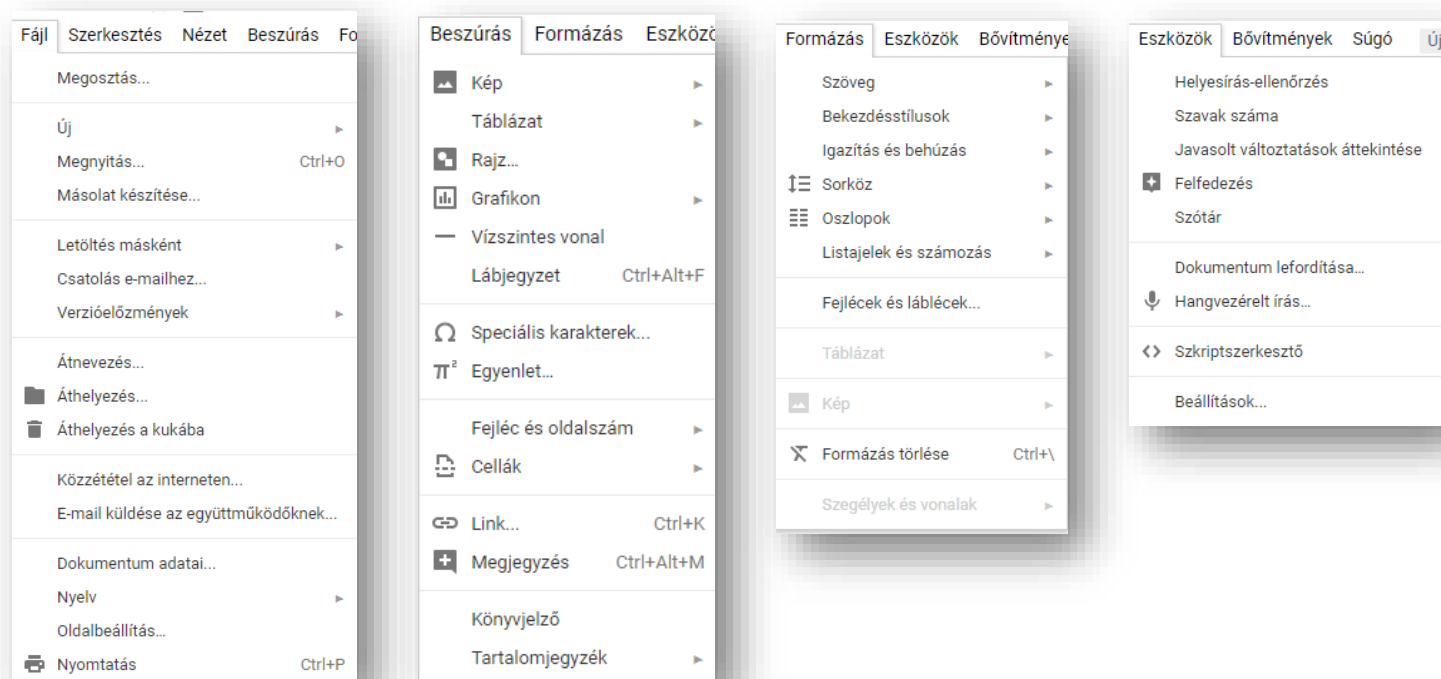 Fájl Szerkesztés Nézet Beszúrás Fo
Megosztás...
Új
Megnyitás... Ctrl+O
Másolat készítése...
Letöltés másként
Csatolás e-mailhez...
Verzióelőzmények
Átnevezés...
Áthelyezés...
Áthelyezés a kukába
Közzététel az interneten...
E-mail küldése az együttműködőknek...
Dokumentum adatai...
Nyelv
Oldalbeállítás...
Nyomtatás Ctrl+P
Beszúrás Formázás Eszközö
Kép
Táblázat
Rajz...
Grafikon
Vízszintes vonal
Lábjegyzet Ctrl+Alt+F
Speciális karakterek...
Egyenlet...
Fejléc és oldalszám
Cellák
Link... Ctrl+K
Megjegyzés Ctrl+Alt+M
Könyvjelző
Tartalomjegyzék
Formázás Eszközök Bővítménye
Szöveg
Bekezdésstílusok
Igazítás és behúzás
Sorköz
Oszlopok
Listajelek és számozás
Fejlécek és láblécek...
Táblázat
Kép
Formázás törlése Ctrl+\
Szegélyek és vonalak
Eszközök Bővítmények Súgó Új
Helyesírás-ellenőrzés
Szavak száma
Javasolt változtatások áttekintése
Felfedezés
Szótár
Dokumentum lefordítása...
Hangvezérelt írás...
Szkriptszerkesztő
Beállítások...